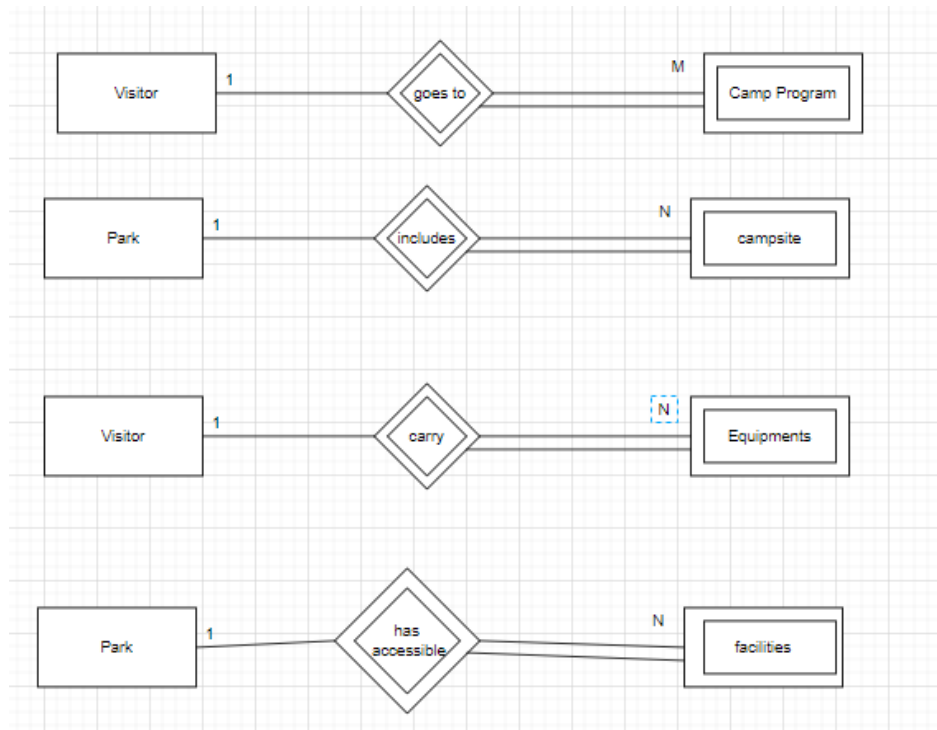 Visitor
1
goes to
M
Camp Program
Park
1
includes
N
campsite
Visitor
1
carry
N
Equipments
Park
1
has
accessible
N
facilities